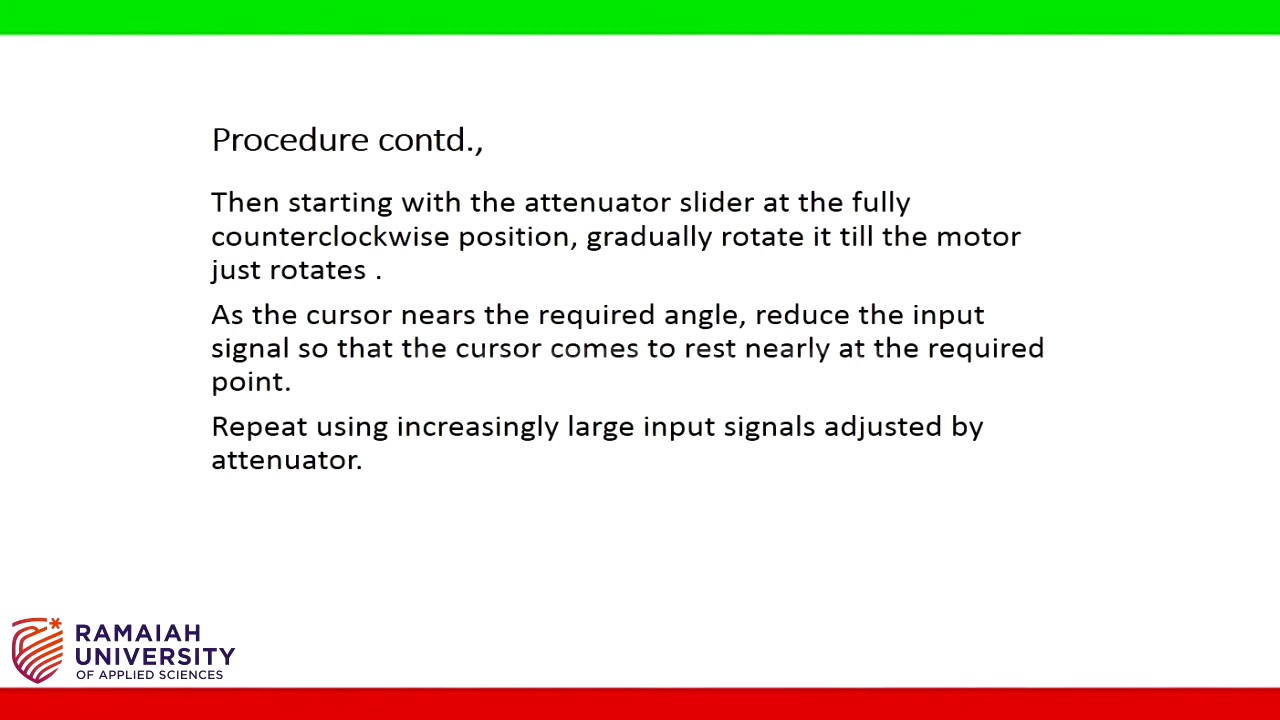 Procedure contd.,
Then starting with the attenuator slider at the fully
counterclockwise position, gradually rotate it till the motor
just rotates .
As the cursor nears the required angle, reduce the input
signal so that the cursor comes to rest nearly at the required
point.
Repeat using increasingly large input signals adjusted by
attenuator.
RAMAIAH
UNIVERSITY
OF APPLIED SCIENCES